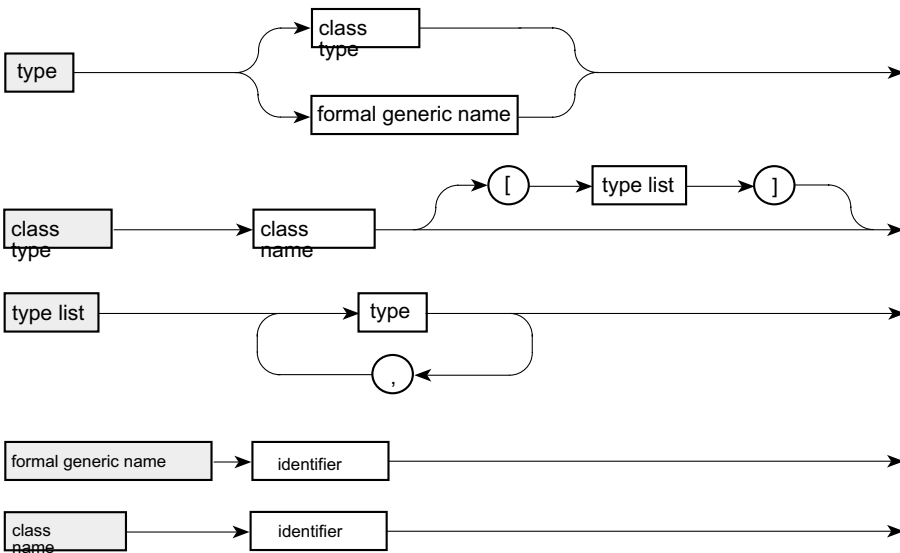 class
type
type
formal generic name
[
type list
]
class
type
class
name
type list
type
,
formal generic name
identifier
class
name
identifier